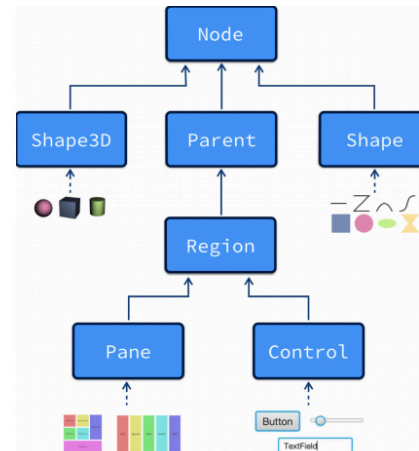 Node
Shape3D
Parent
Shape
Region
Pane
Control
Button
TextField